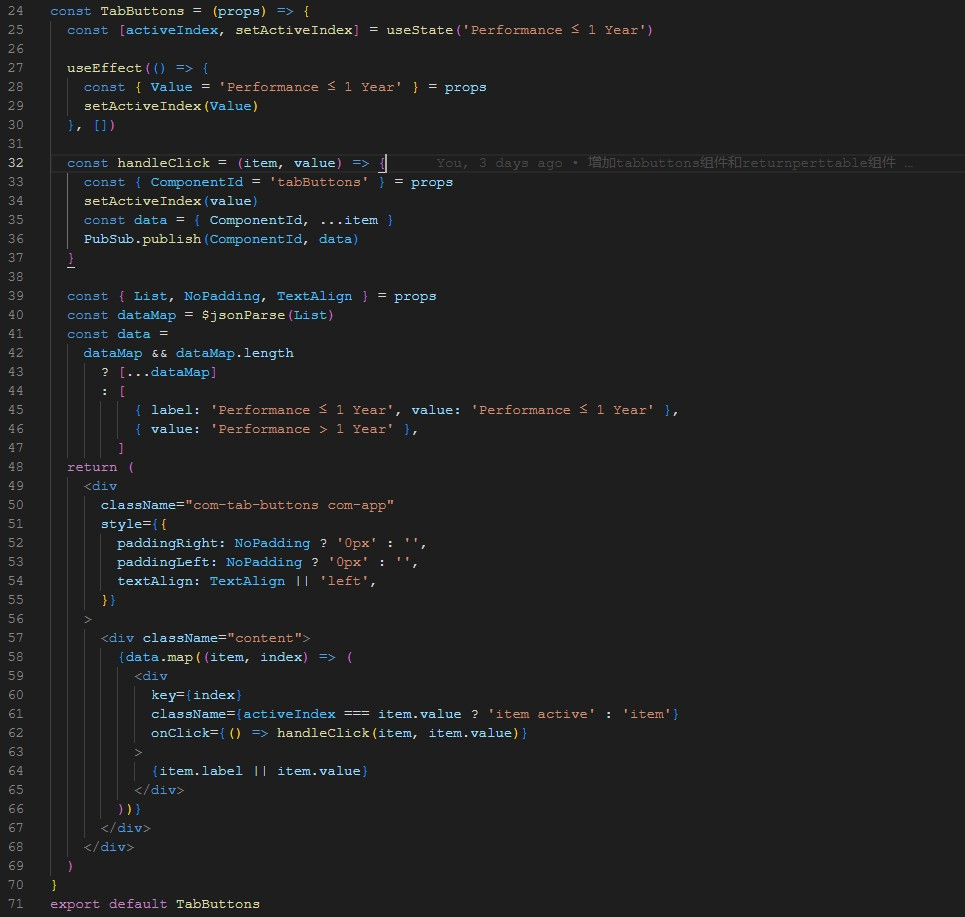 24 const TabButtons = (props) => {
25 const [activeIndex, setActiveIndex] = useState('Performance ≤ 1 Year')
26
27 useEffect(() => {
28 const { Value = 'Performance ≤ 1 Year' } = props
29 setActiveIndex(Value)
30 }, [])
31
32 const handleClick = (item, value) => { You, 3 days ago • 增加tabbuttons组件和returnperttable组件 …
33 const { ComponentId = 'tabButtons' } = props
34 setActiveIndex(value)
35 const data = { ComponentId, ...item }
36 PubSub.publish(ComponentId, data)
37 }
38
39 const { List, NoPadding, TextAlign } = props
40 const dataMap = $jsonParse(List)
41 const data =
42 dataMap && dataMap.length
43 ? [...dataMap]
44 : [
45 { label: 'Performance ≤ 1 Year', value: 'Performance ≤ 1 Year' },
46 { value: 'Performance > 1 Year' },
47 ]
48 return (
49 <div
50 className="com-tab-buttons com-app"
51 style={{
52 paddingRight: NoPadding ? '0px' : '',
53 paddingLeft: NoPadding ? '0px' : '',
54 textAlign: TextAlign || 'left',
55 }}
56 >
57 <div className="content">
58 {data.map((item, index) => (
59 <div
60 key={index}
61 className={activeIndex === item.value ? 'item active' : 'item'}
62 onClick={() => handleClick(item, item.value)}
63 >
64 {item.label || item.value}
65 </div>
66 ))}
67 </div>
68 </div>
69 )
70 }
71 export default TabButtons